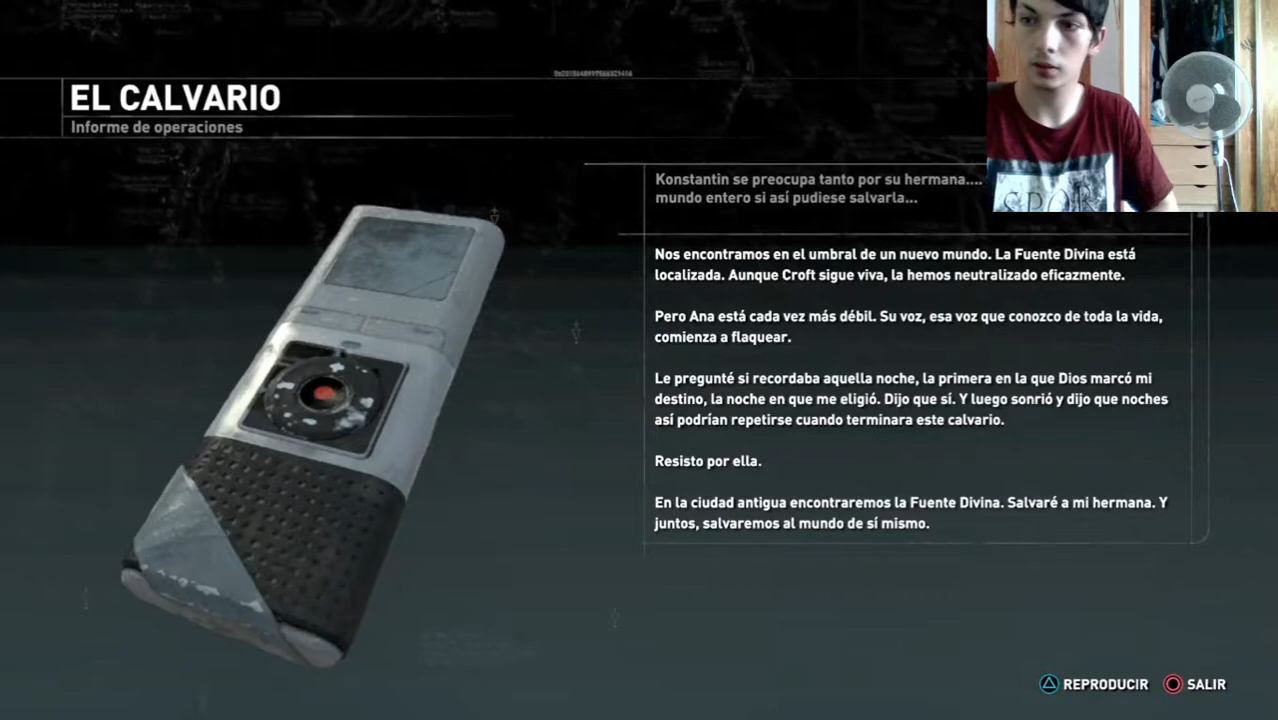 EL CALVARIO
Informe de operaciones
Konstantin se preocupa tanto por su hermana....
mundo entero si así pudiese salvarla...
Nos encontramos en el umbral de un nuevo mundo. La Fuente Divina está
localizada. Aunque Croft sigue viva, la hemos neutralizado eficazmente.
Pero Ana está cada vez más débil. Su voz, esa voz que conozco de toda la vida,
comienza a flaquear.
Le pregunté si recordaba aquella noche, la primera en la que Dios marcó mi
destino, la noche en que me eligió. Dijo que sí. Y luego sonrió y dijo que noches
así podrían repetirse cuando terminara este calvario.
Resisto por ella.
En la ciudad antigua encontraremos la Fuente Divina. Salvaré a mi hermana. Y
juntos, salvaremos al mundo de sí mismo.
SPQR
REPRODUCIR
SALIR